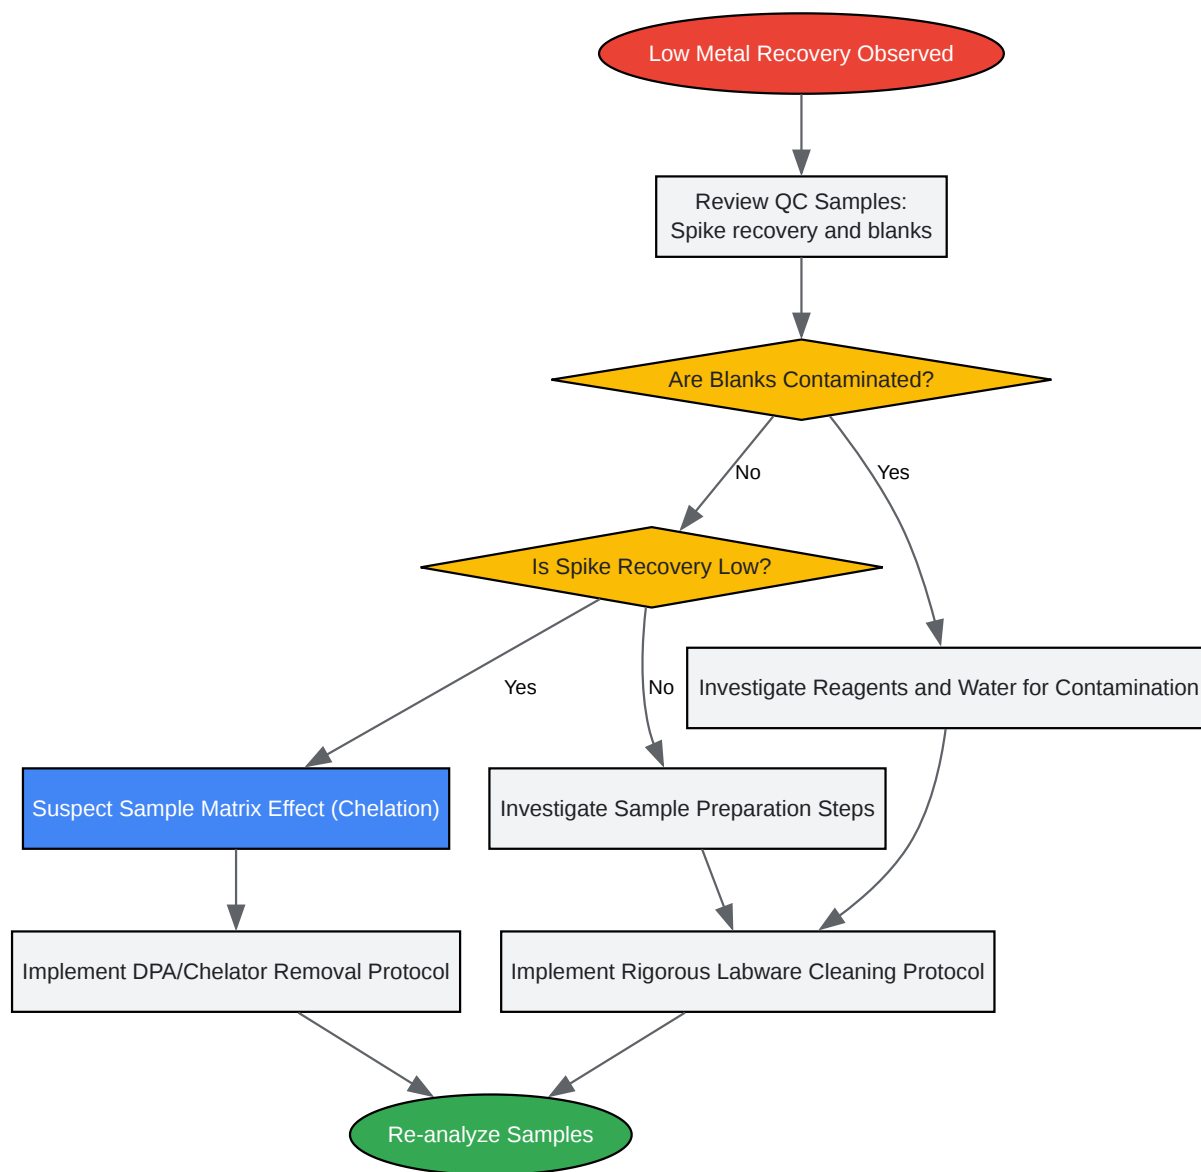 Low Metal Recovery Observed
Review QC Samples:
Spike recovery and blanks
Are Blanks Contaminated?
No
Yes
Is Spike Recovery Low?
Yes
No
Investigate Reagents and Water for Contamination
Suspect Sample Matrix Effect (Chelation)
Investigate Sample Preparation Steps
Implement DPA/Chelator Removal Protocol
Implement Rigorous Labware Cleaning Protocol
Re-analyze Samples